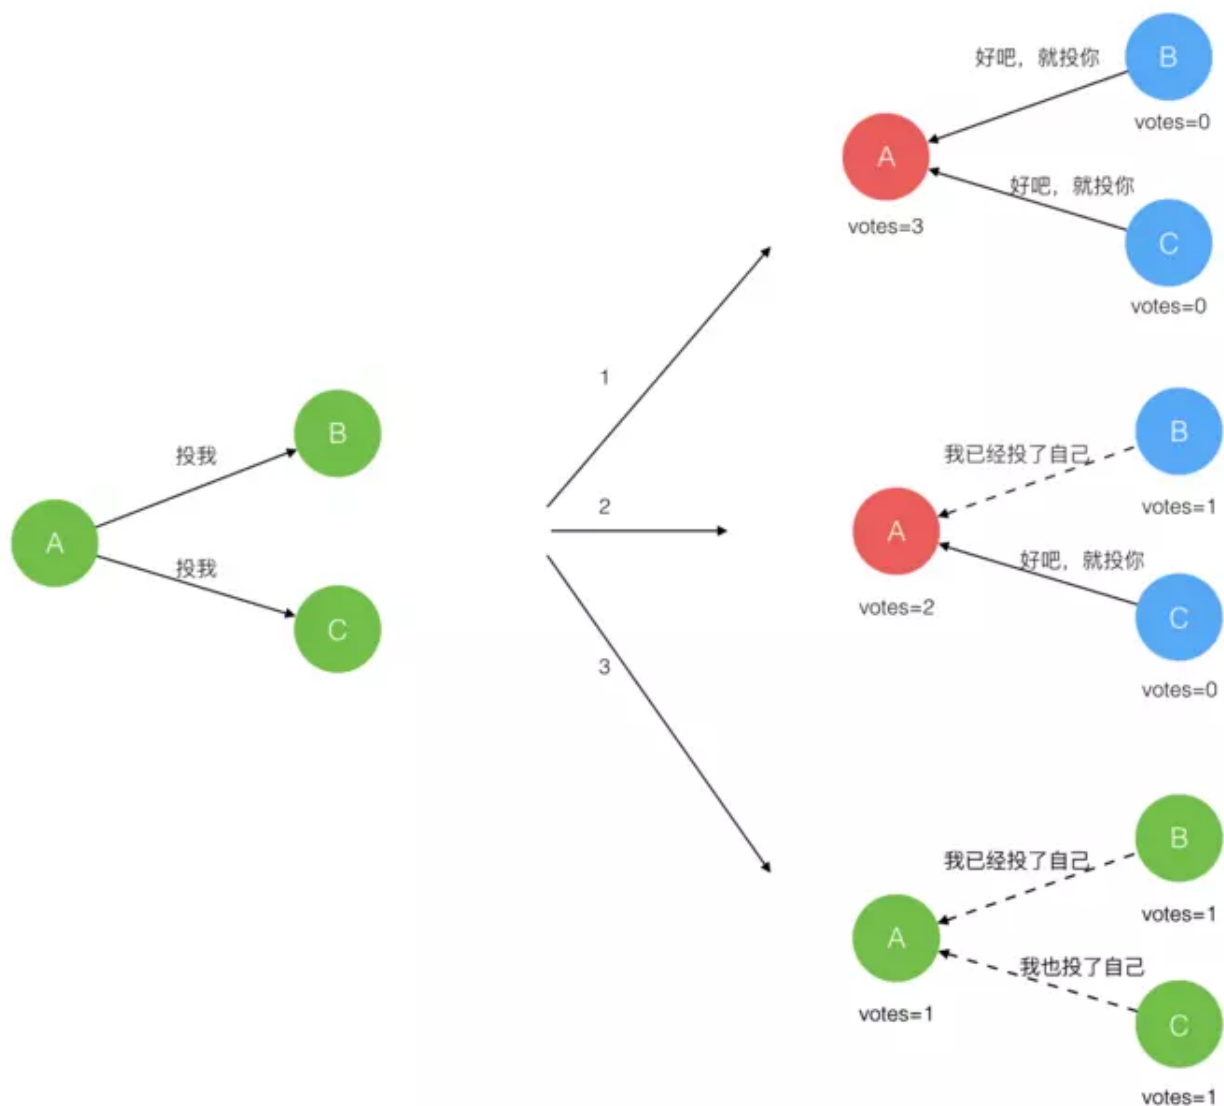 A
投我
B
投我
C
1
2
3
好吧，就投你
B
votes=0
A
votes=3
好吧，就投你
C
votes=0
我已经投了自己
B
votes=1
A
votes=2
好吧，就投你
C
votes=0
我已经投了自己
B
votes=1
A
votes=1
我也投了自己
C
votes=1